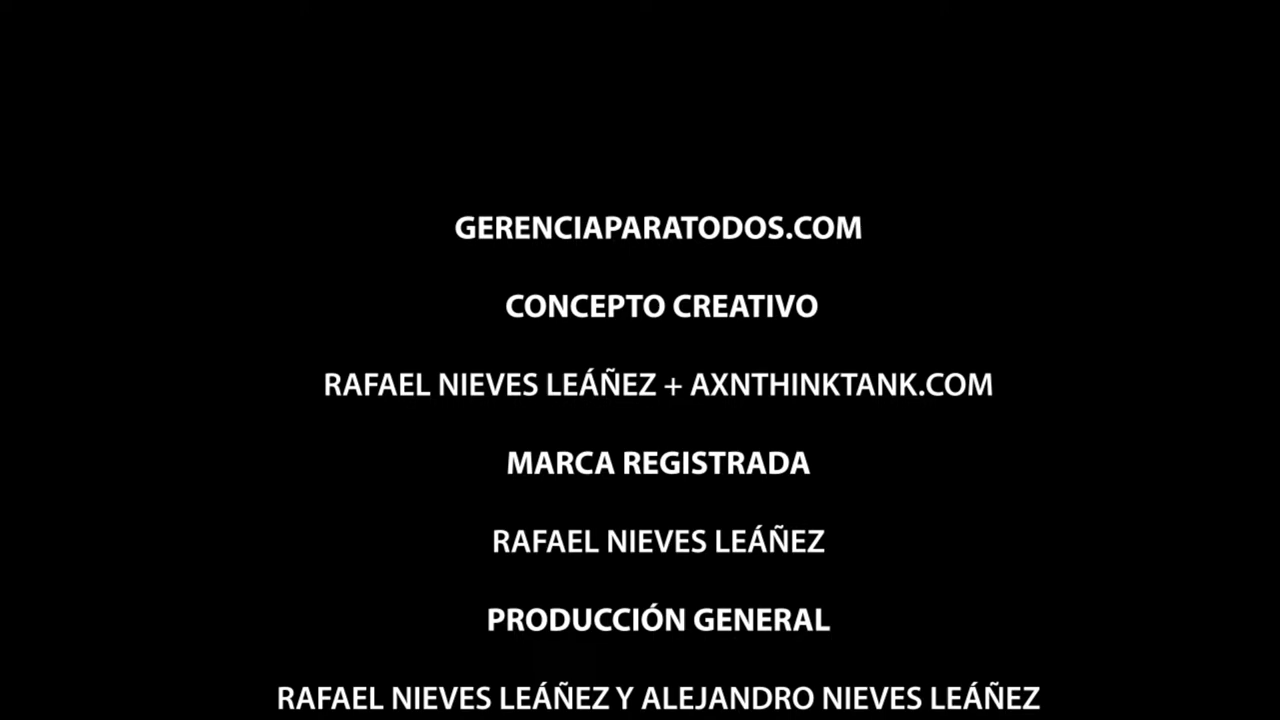 GERENCIAPARATODOS.COM
CONCEPTO CREATIVO
RAFAEL NIEVES LEÁÑEZ + AXNTHINKTANK.COM
MARCA REGISTRADA
RAFAEL NIEVES LEÁÑEZ
PRODUCCIÓN GENERAL
RAFAEL NIEVES LEÁÑEZ Y ALEJANDRO NIEVES LEÁÑEZ